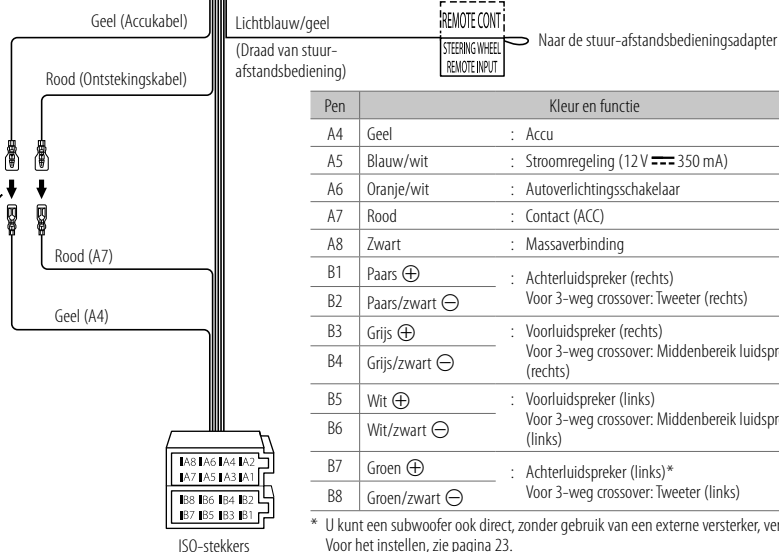 Geel (Accukabel)
Lichtblauw/geel
(Draad van stuur-
afstandsbediening)
REMOTE CONT
STEERING WHEEL
REMOTE INPUT
Naar de stuur-afstandsbedieningsadapter
Rood (Ontstekingskabel)
Rood (A7)
Geel (A4)
A8 A6 A4 A2
A7 A5 A3 A1
B8 B6 B4 B2
B7 B5 B3 B1
ISO-stekkers
Pen Kleur en functie
A4 Geel : Accu
A5 Blauw/wit : Stroomregeling (12 V ⎓ 350 mA)
A6 Oranje/wit : Autoverlichtingsschakelaar
A7 Rood : Contact (ACC)
A8 Zwart : Massaverbinding
B1 Paars ⊕ : Achterluidspreker (rechts)
B2 Paars/zwart ⊖ Voor 3-weg crossover: Tweeter (rechts)
B3 Grijs ⊕ : Voorluidspreker (rechts)
Voor 3-weg crossover: Middenbereik luidspr
B4 Grijs/zwart ⊖ (rechts)
B5 Wit ⊕ : Voorluidspreker (links)
Voor 3-weg crossover: Middenbereik luidspr
B6 Wit/zwart ⊖ (links)
B7 Groen ⊕ : Achterluidspreker (links)*
B8 Groen/zwart ⊖ Voor 3-weg crossover: Tweeter (links)
* U kunt een subwoofer ook direct, zonder gebruik van een externe versterker, ver
Voor het instellen, zie pagina 23.